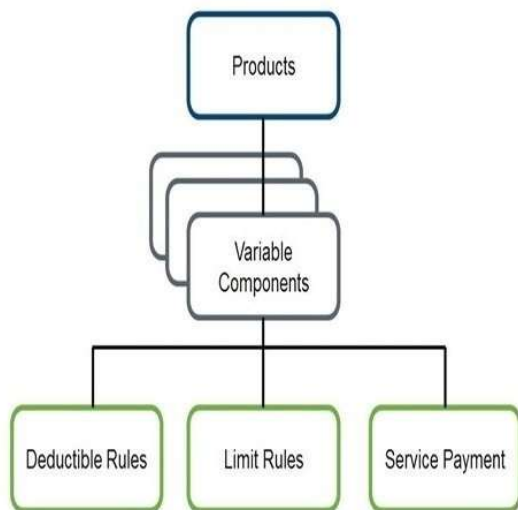 Products
Variable
Components
Deductible Rules
Limit Rules
Service Payment